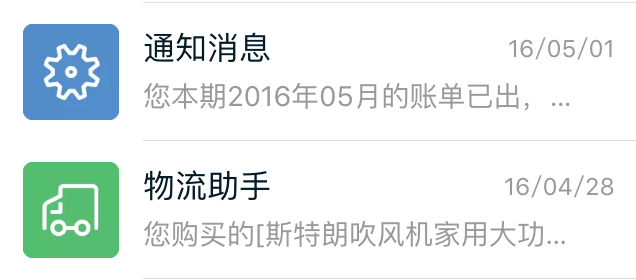 通知消息 16/05/01
您本期2016年05月的账单已出，...
物流助手 16/04/28
您购买的[斯特朗吹风机家用大功...